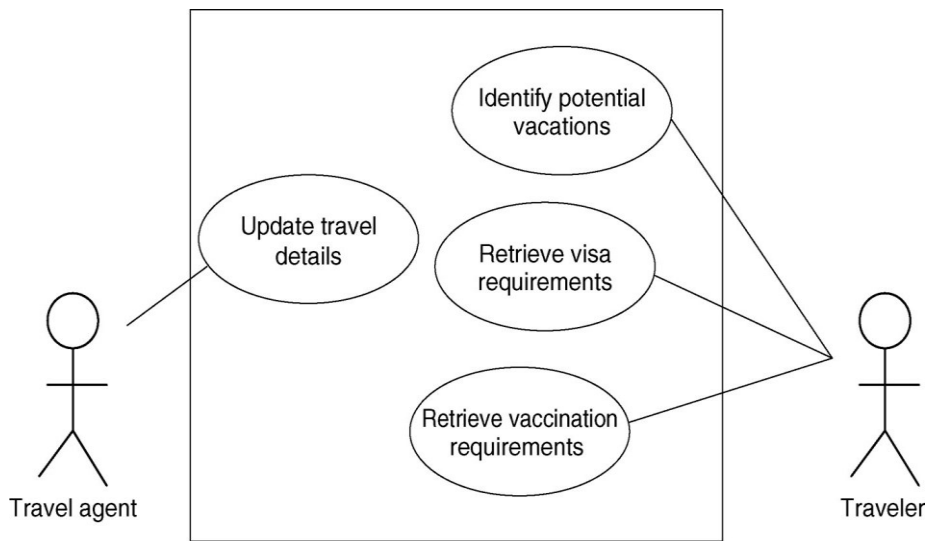 Identify potential
vacations
Update travel
details
Retrieve visa
requirements
Retrieve vaccination
requirements
Travel agent
Traveler